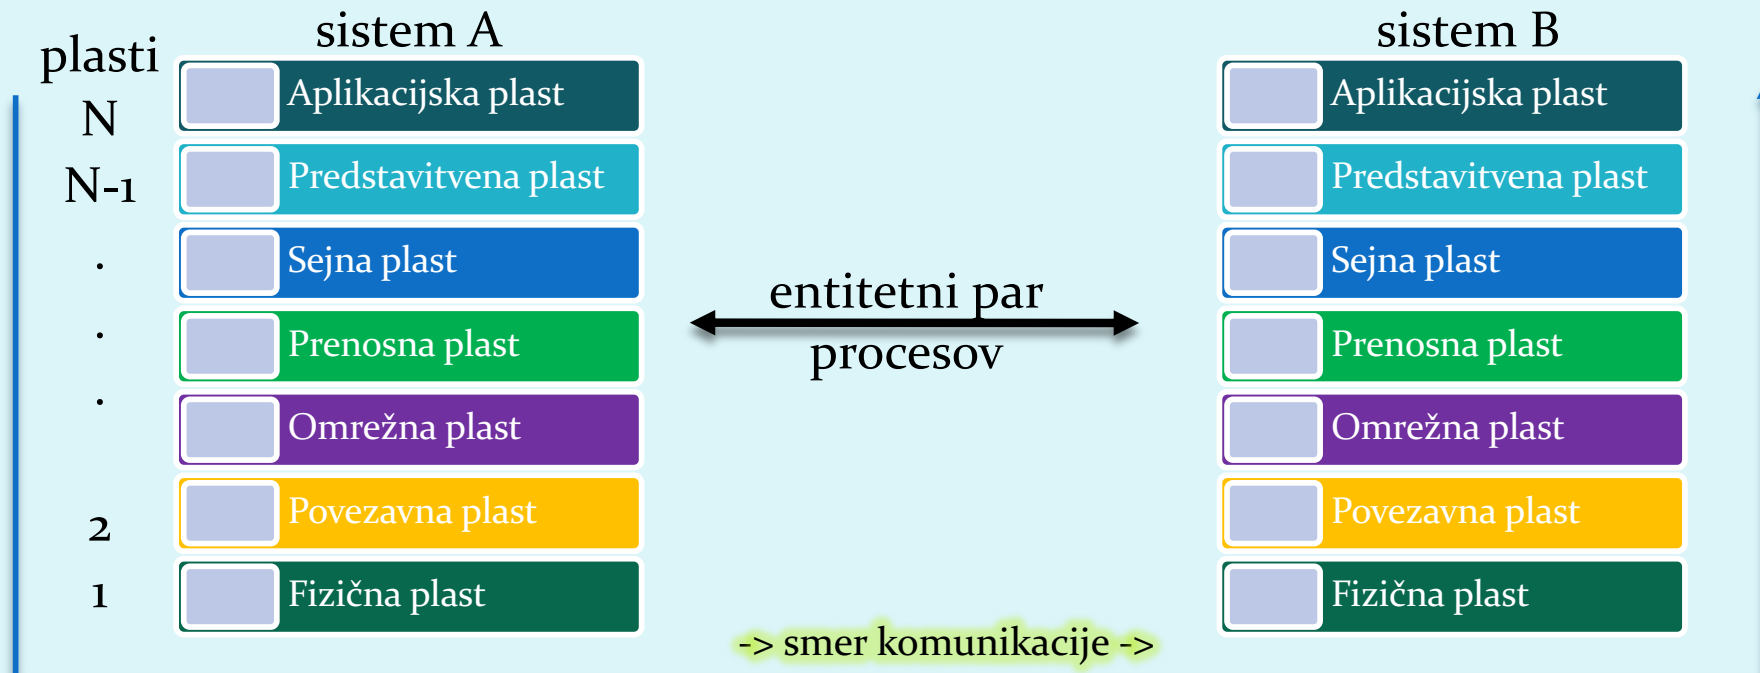 plasti
N
N-1
.
.
.
2
1
sistem A
Aplikacijska plast
Predstavitvena plast
Sejna plast
Prenosna plast
Omrežna plast
Povezavna plast
Fizična plast
entitetni par
procesov
-> smer komunikacije ->
sistem B
Aplikacijska plast
Predstavitvena plast
Sejna plast
Prenosna plast
Omrežna plast
Povezavna plast
Fizična plast